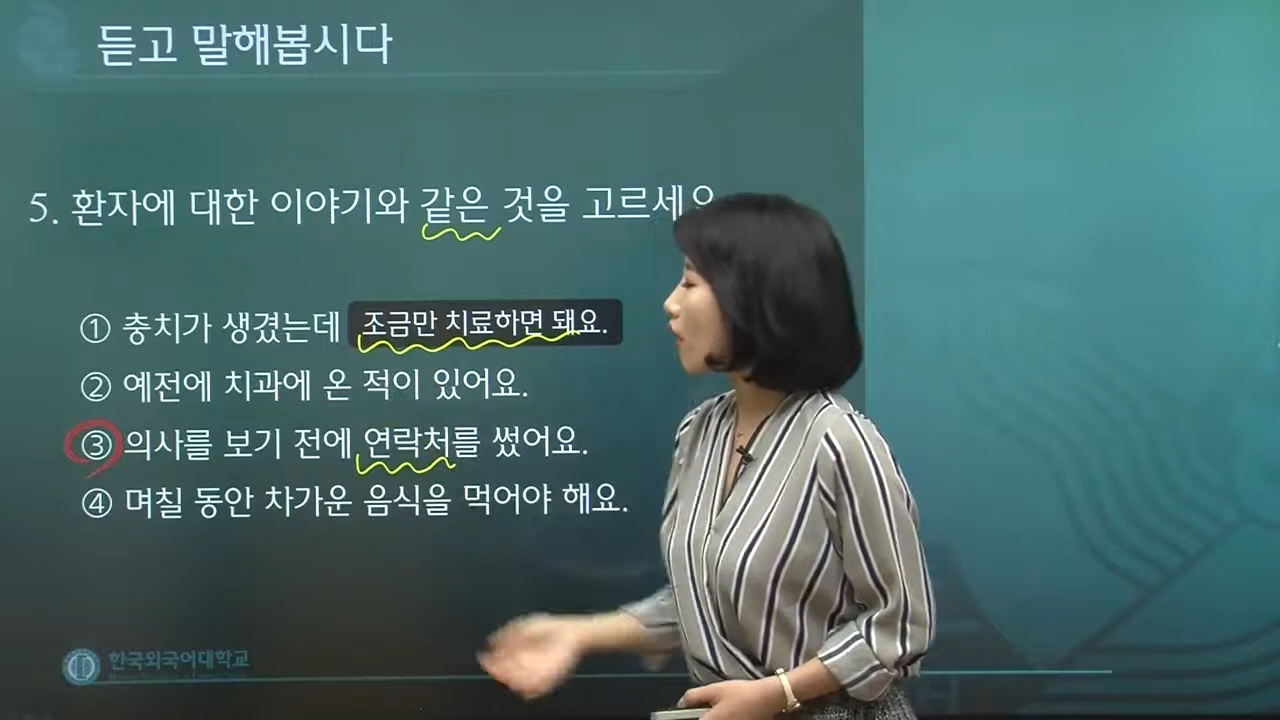 듣고 말해봅시다
5. 환자에 대한 이야기와 같은 것을 고르세요
① 충치가 생겼는데 조금만 치료하면 돼요.
② 예전에 치과에 온 적이 있어요.
③ 의사를 보기 전에 연락처를 썼어요.
④ 며칠 동안 차가운 음식을 먹어야 해요.
한국외국어대학교